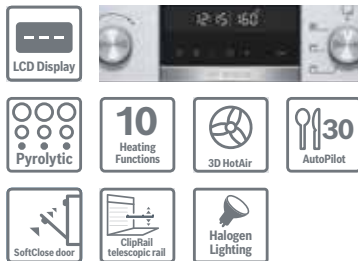 LCD Display
12:15 160°
Pyrolytic
10
Heating
Functions
3D HotAir
30
AutoPilot
SoftClose door
ClipRail
telescopic rail
Halogen
Lighting